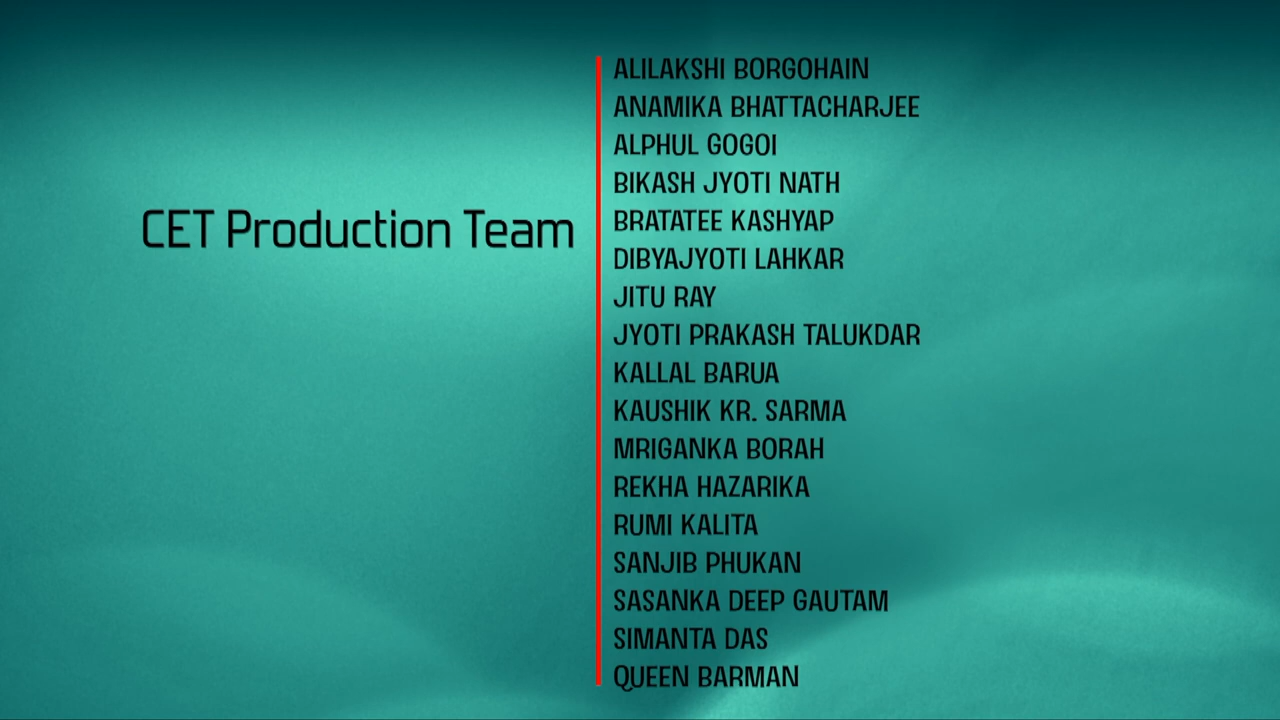 CET Production Team
ALILAKSHI BORGOHAIN
ANAMIKA BHATTACHARJEE
ALPHUL GOGOI
BIKASH JYOTI NATH
BRATATEE KASHYAP
DIBYAJYOTI LAHKAR
JITU RAY
JYOTI PRAKASH TALUKDAR
KALLAL BARUA
KAUSHIK KR. SARMA
MRIGANKA BORAH
REKHA HAZARIKA
RUMI KALITA
SANJIB PHUKAN
SASANKA DEEP GAUTAM
SIMANTA DAS
QUEEN BARMAN